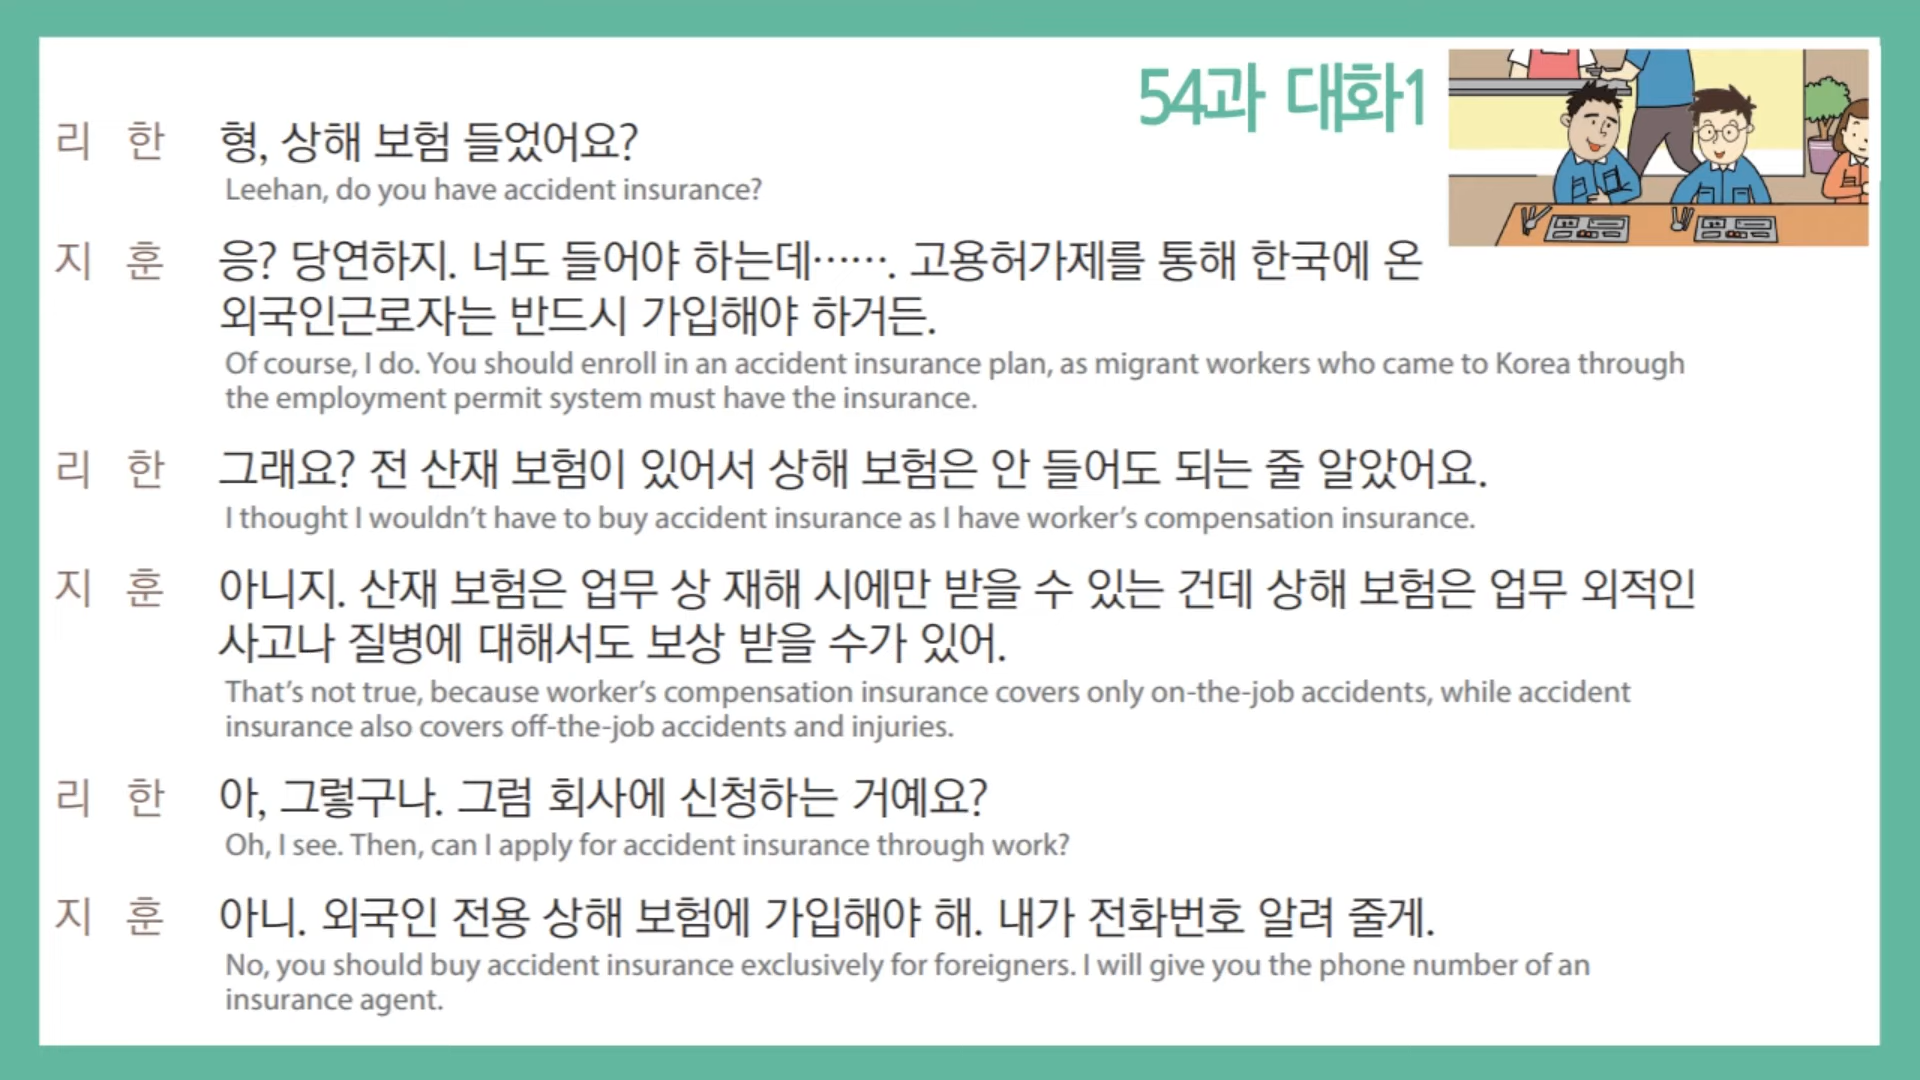 54과 대화1
리 한 형, 상해 보험 들었어요?
Leehan, do you have accident insurance?
지 훈 응? 당연하지. 너도 들어야 하는데……. 고용허가제를 통해 한국에 온
외국인근로자는 반드시 가입해야 하거든.
Of course, I do. You should enroll in an accident insurance plan, as migrant workers who came to Korea through
the employment permit system must have the insurance.
리 한 그래요? 전 산재 보험이 있어서 상해 보험은 안 들어도 되는 줄 알았어요.
I thought I wouldn’t have to buy accident insurance as I have worker’s compensation insurance.
지 훈 아니지. 산재 보험은 업무 상 재해 시에만 받을 수 있는 건데 상해 보험은 업무 외적인
사고나 질병에 대해서도 보상 받을 수가 있어.
That’s not true, because worker’s compensation insurance covers only on-the-job accidents, while accident
insurance also covers off-the-job accidents and injuries.
리 한 아, 그렇구나. 그럼 회사에 신청하는 거예요?
Oh, I see. Then, can I apply for accident insurance through work?
지 훈 아니. 외국인 전용 상해 보험에 가입해야 해. 내가 전화번호 알려 줄게.
No, you should buy accident insurance exclusively for foreigners. I will give you the phone number of an
insurance agent.